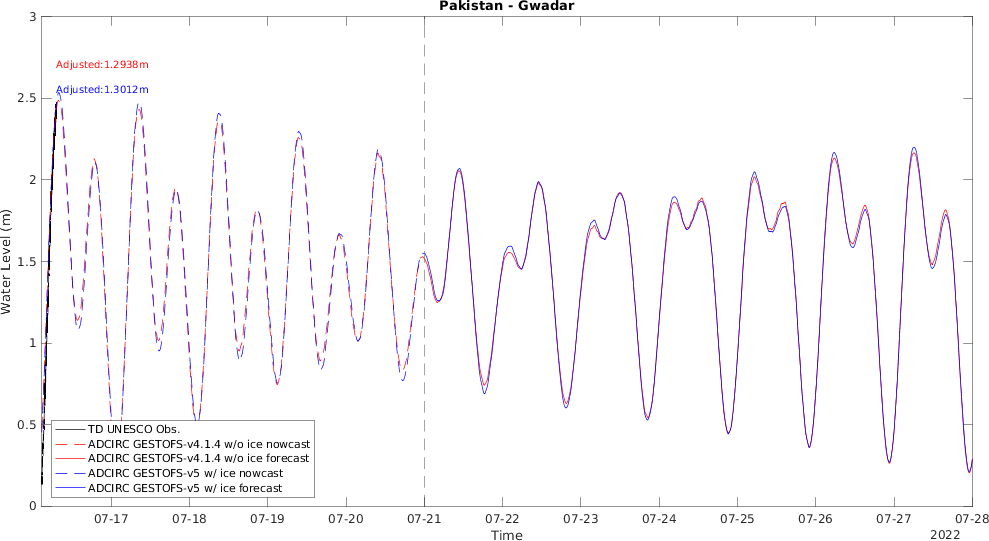 Pakistan - Gwadar
Adjusted:1.2938m
Adjusted:1.3012m
3
2.5
2
1.5
1
0.5
0
Water Level (m)
TD UNESCO Obs.
ADCIRC GESTOFS-v4.1.4 w/o ice nowcast
ADCIRC GESTOFS-v4.1.4 w/o ice forecast
ADCIRC GESTOFS-v5 w/ ice nowcast
ADCIRC GESTOFS-v5 w/ ice forecast
07-17 07-18 07-19 07-20 07-21 07-22 07-23 07-24 07-25 07-26 07-27 07-28
Time
2022